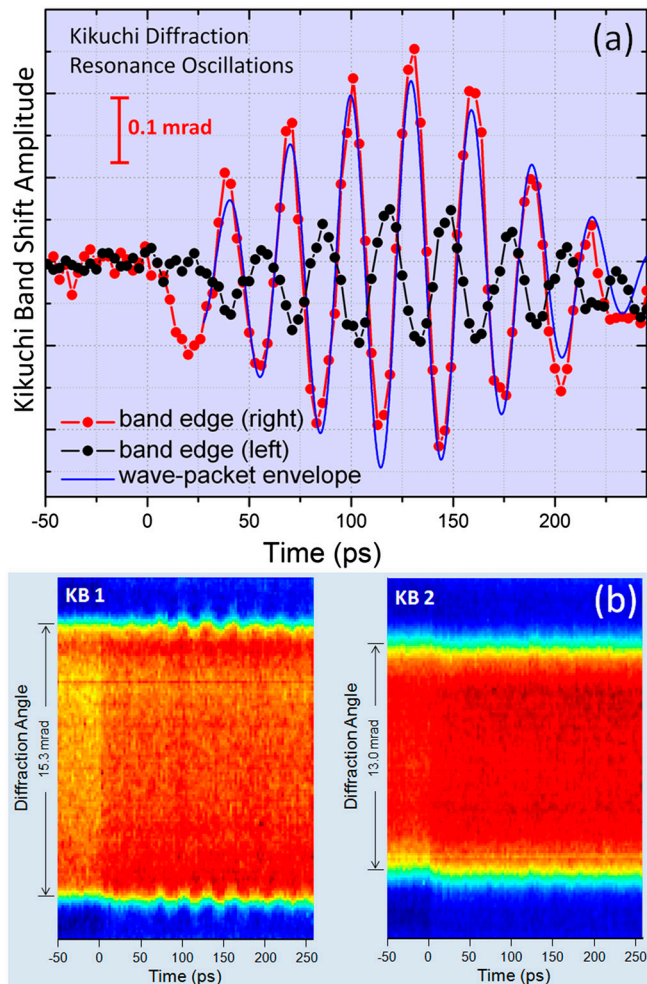 (a)
Kikuchi Diffraction
Resonance Oscillations
0.1 mrad
Kikuchi Band Shift Amplitude
band edge (right)
band edge (left)
wave-packet envelope
-50 0 50 100 150 200
Time (ps)
KB 1
KB 2
(b)
Diffraction Angle
15.3 mrad
Diffraction Angle
13.0 mrad
-50 0 50 100 150 200 250
Time (ps)
-50 0 50 100 150 200 250
Time (ps)